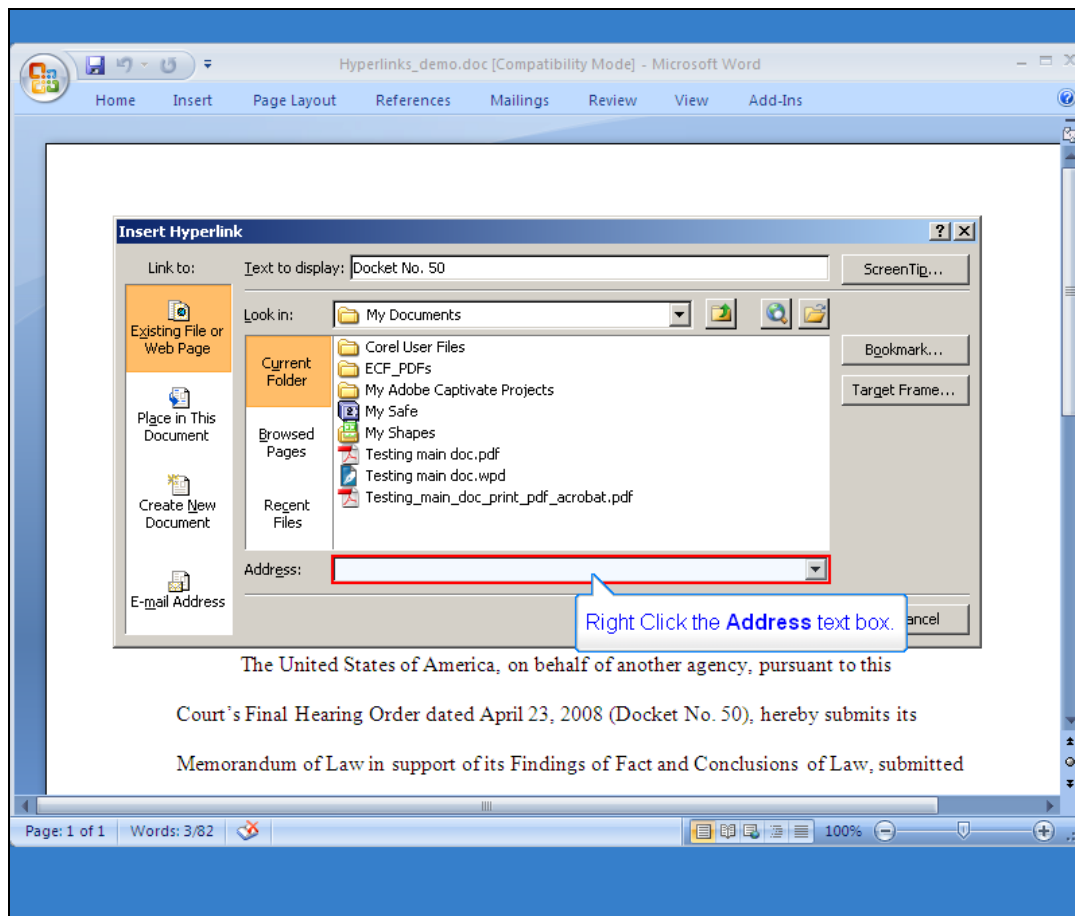 Hyperlinks_demo.doc [Compatibility Mode] - Microsoft Word
Home Insert Page Layout References Mailings Review View Add-Ins
Insert Hyperlink
Link to: Text to display: Docket No. 50 ScreenTip...
Existing File or
Web Page
Look in: My Documents
Current
Folder
Browsed
Pages
Recent
Files
Corel User Files
ECF_PDFs
My Adobe Captivate Projects
My Safe
My Shapes
Testing main doc.pdf
Testing main doc.wpd
Testing_main_doc_print_pdf_acrobat.pdf
Bookmark...
Target Frame...
Place in This
Document
Create New
Document
E-mail Address
Address:
Right Click the Address text box.
ancel
The United States of America, on behalf of another agency, pursuant to this
Court's Final Hearing Order dated April 23, 2008 (Docket No. 50), hereby submits its
Memorandum of Law in support of its Findings of Fact and Conclusions of Law, submitted
Page: 1 of 1 Words: 3/82 100%